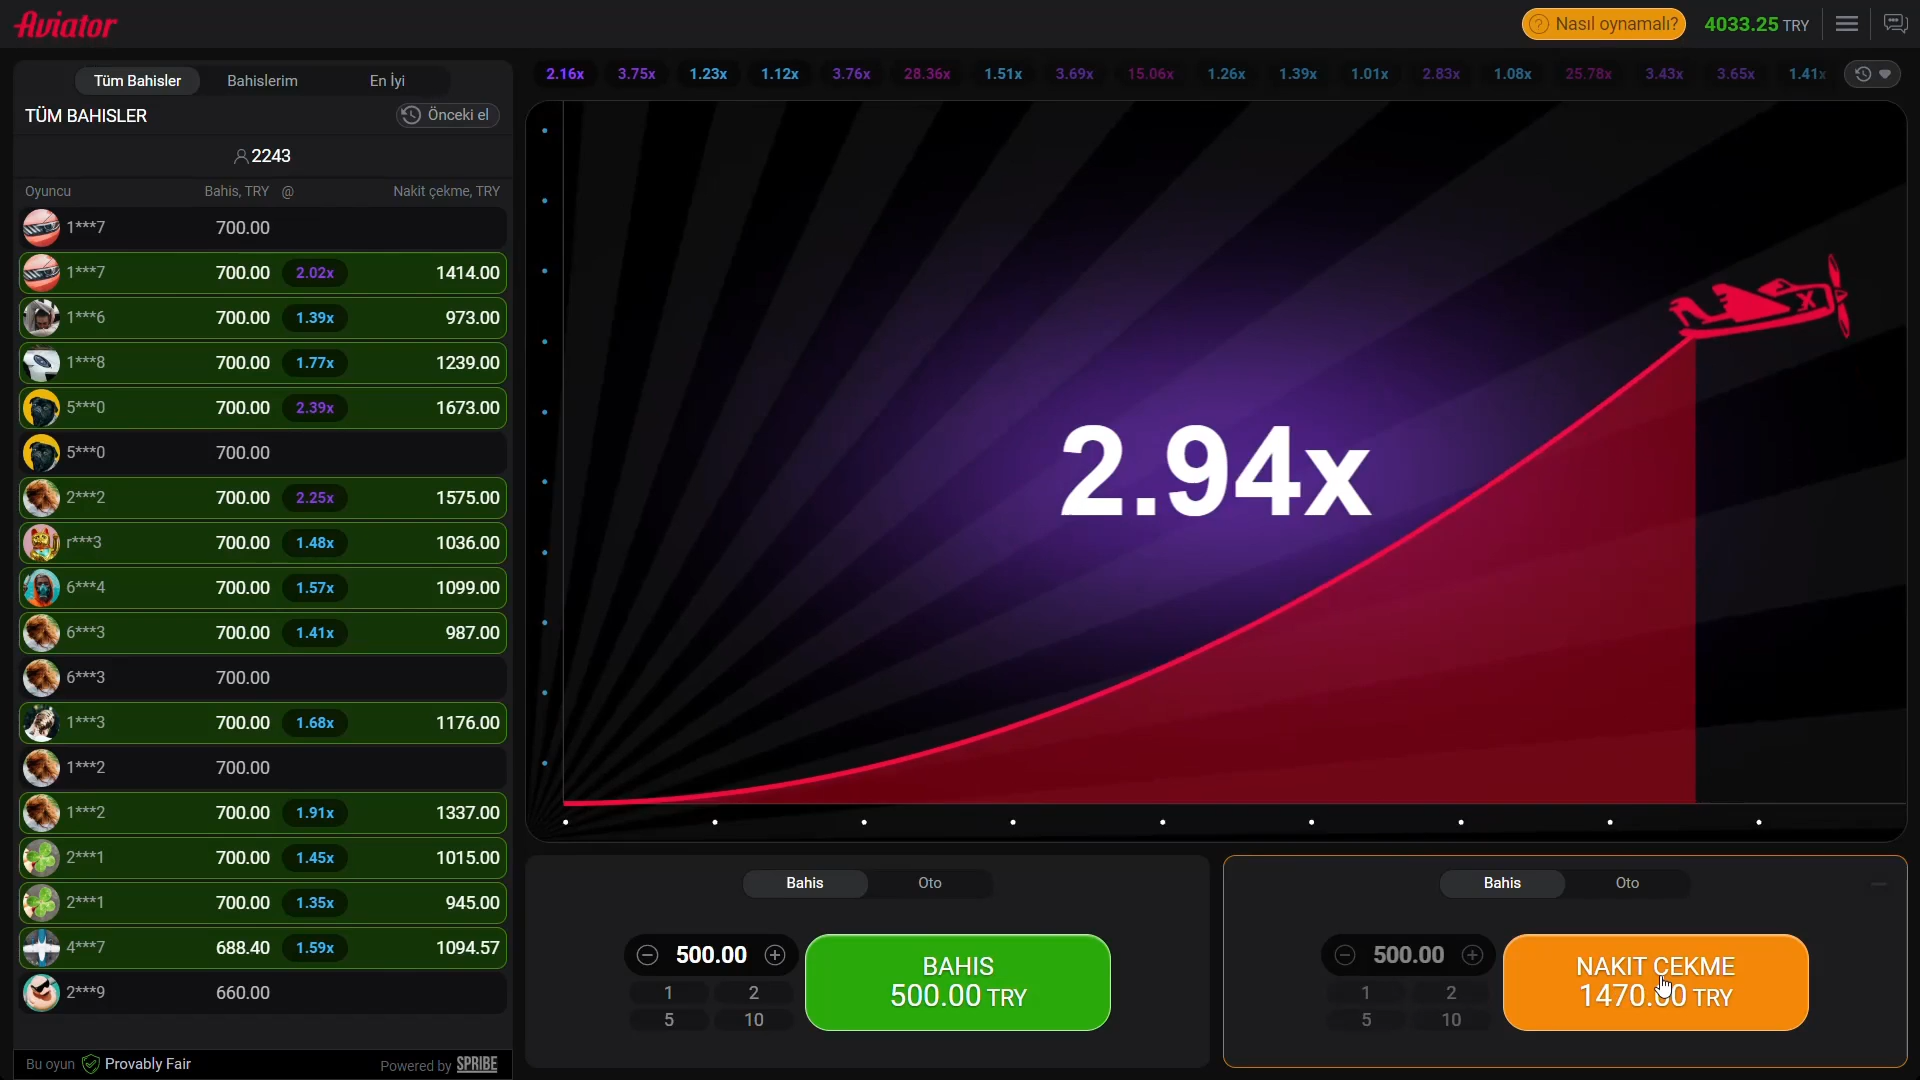 Aviator
Nasıl oynamalı?
4033.25 TRY
Tüm Bahisler
Bahislerim
En İyi
2.16x 3.75x 1.23x 1.12x 3.76x 28.36x 1.51x 3.69x 15.06x 1.26x 1.39x 1.01x 2.83x 1.08x 25.78x 3.43x 3.65x 1.41x
TÜM BAHISLER
Önceki el
2243
Oyuncu Bahis, TRY @ Nakit çekme, TRY
1***7 700.00
1***7 700.00 2.02x 1414.00
1***6 700.00 1.39x 973.00
1***8 700.00 1.77x 1239.00
5***0 700.00 2.39x 1673.00
5***0 700.00
2***2 700.00 2.25x 1575.00
r***3 700.00 1.48x 1036.00
6***4 700.00 1.57x 1099.00
6***3 700.00 1.41x 987.00
6***3 700.00
1***3 700.00 1.68x 1176.00
1***2 700.00
1***2 700.00 1.91x 1337.00
2***1 700.00 1.45x 1015.00
2***1 700.00 1.35x 945.00
4***7 688.40 1.59x 1094.57
2***9 660.00
Bu oyun Provably Fair
Powered by SPRIBE
X
2.94x
Bahis Oto
500.00
1 2
5 10
BAHIS
500.00 TRY
Bahis Oto
500.00
1 2
5 10
NAKIT ÇEKME
1470.00 TRY